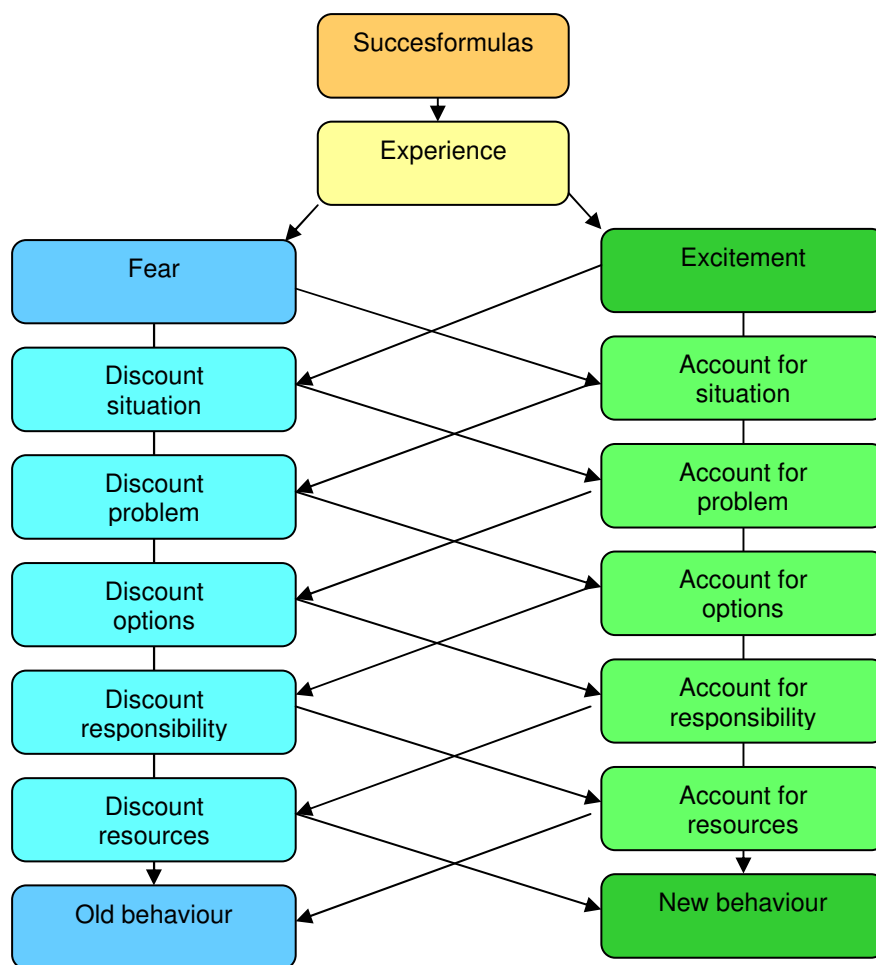 Succesformulas
Experience
Fear
Excitement
Discount
situation
Account for
situation
Discount
problem
Account for
problem
Discount
options
Account for
options
Discount
responsibility
Account for
responsibility
Discount
resources
Account for
resources
Old behaviour
New behaviour